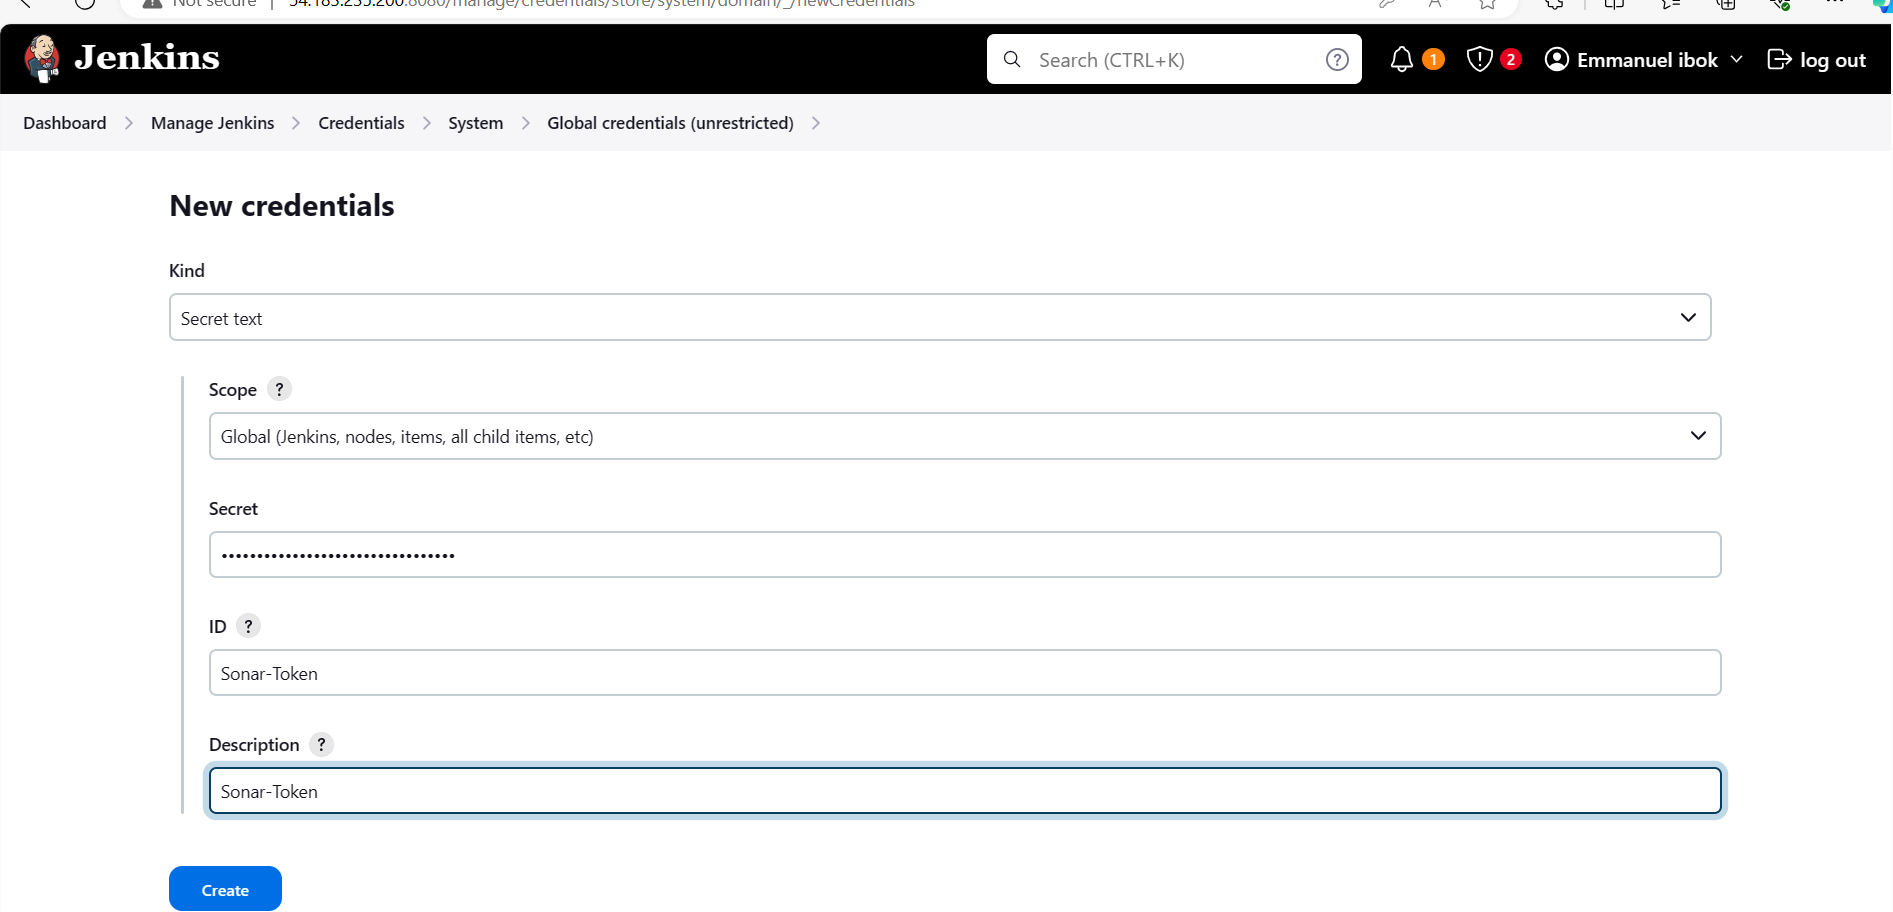 Not secure 54.183.235.200:8080/manage/credentials/store/system/domain/_/newCredentials
Jenkins
Search (CTRL+K) ?
1
2
Emmanuel ibok
log out
Dashboard > Manage Jenkins > Credentials > System > Global credentials (unrestricted) >
New credentials
Kind
Secret text
Scope ?
Global (Jenkins, nodes, items, all child items, etc)
Secret
•••••••••••••••••••••••••••••••••
ID ?
Sonar-Token
Description ?
Sonar-Token
Create